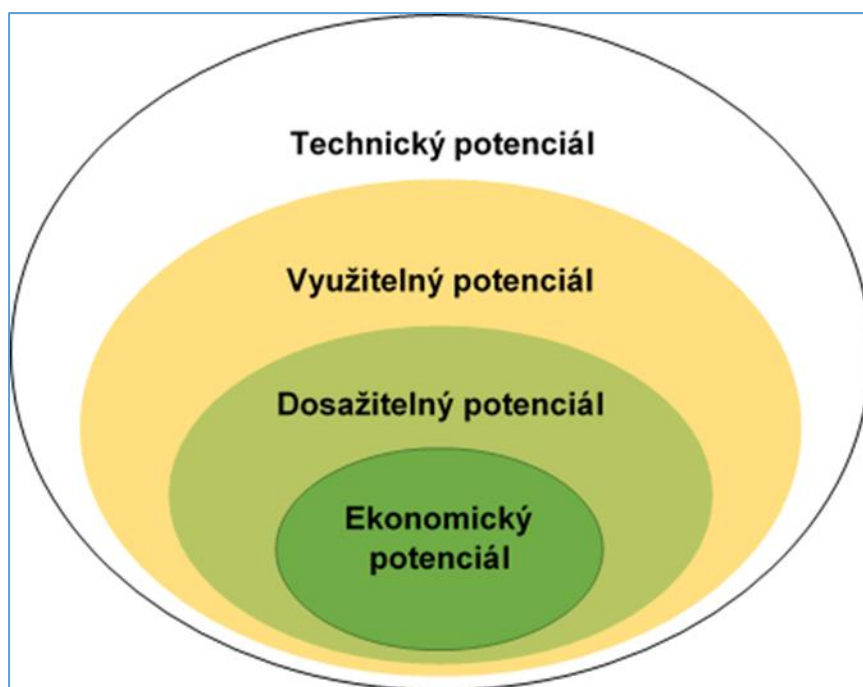 Technický potenciál
Využitelný potenciál
Dosažitelný potenciál
Ekonomický
potenciál